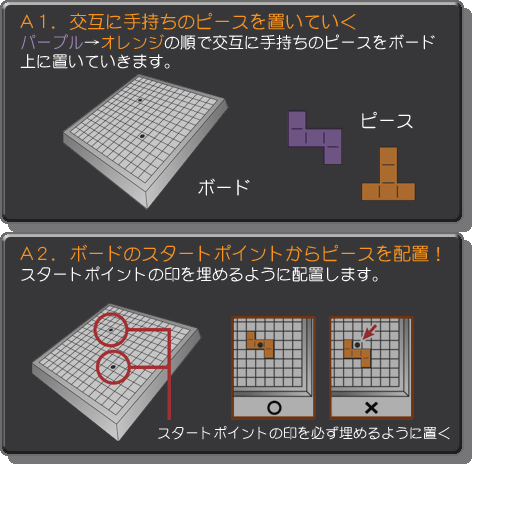 A1．交互に手持ちのピースを置いていく
パープル→オレンジの順で交互に手持ちのピースをボード
上に置いていきます。
ピース
ボード
A2．ボードのスタートポイントからピースを配置！
スタートポイントの印を埋めるように配置します。
スタートポイントの印を必ず埋めるように置く